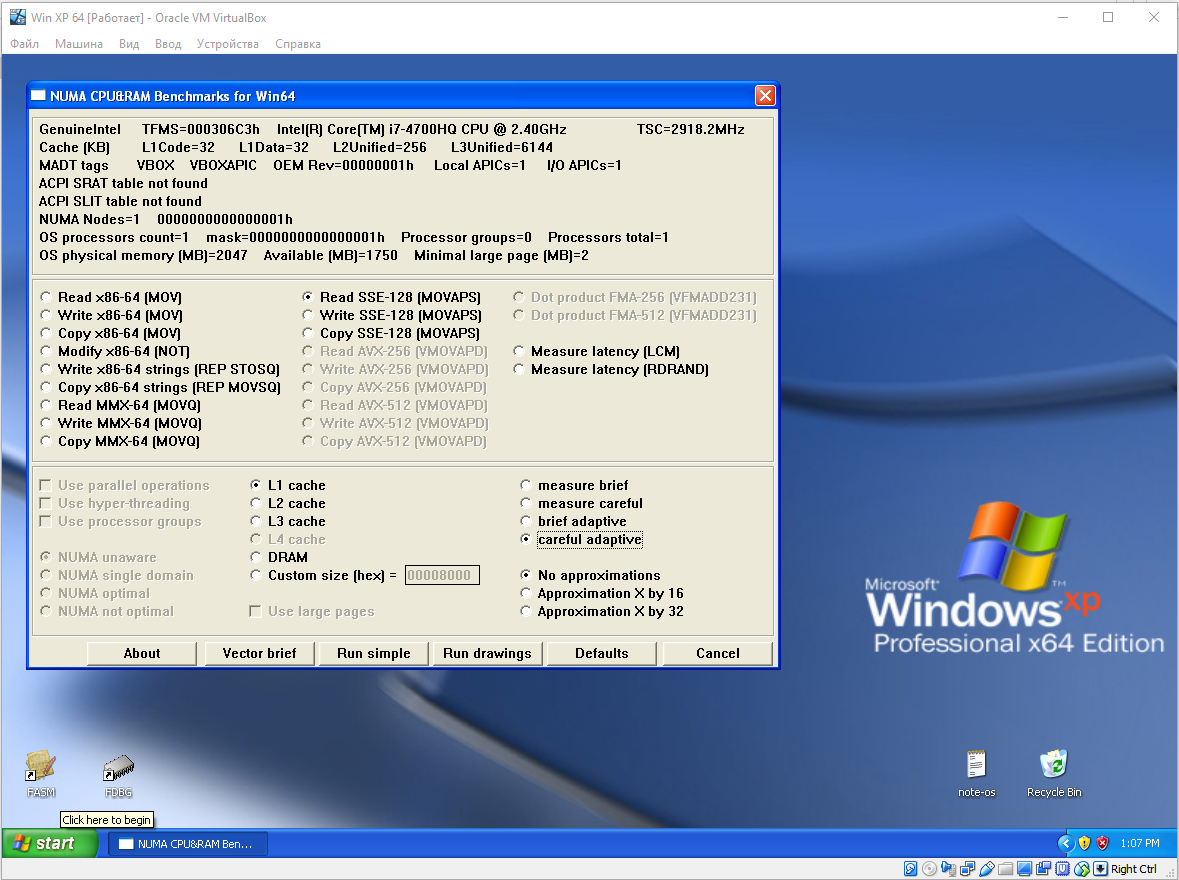 Win XP 64 [Работает] - Oracle VM VirtualBox
Файл Машина Вид Ввод Устройства Справка
NUMA CPU&RAM Benchmarks for Win64
GenuineIntel TFMS=000306C3h Intel(R) Core(TM) i7-4700HQ CPU @ 2.40GHz TSC=2918.2MHz
Cache (KB) L1Code=32 L1Data=32 L2Unified=256 L3Unified=6144
MADT tags VBOX VBOXAPIC OEM Rev=00000001h Local APICs=1 I/O APICs=1
ACPI SRAT table not found
ACPI SLIT table not found
NUMA Nodes=1 0000000000000001h
OS processors count=1 mask=0000000000000001h Processor groups=0 Processors total=1
OS physical memory (MB)=2047 Available (MB)=1750 Minimal large page (MB)=2
Read x86-64 (MOV) Read SSE-128 (MOVAPS) Dot product FMA-256 (VFMADD231)
Write x86-64 (MOV) Write SSE-128 (MOVAPS) Dot product FMA-512 (VFMADD231)
Copy x86-64 (MOV) Copy SSE-128 (MOVAPS)
Modify x86-64 (NOT) Read AVX-256 (VMOVAPD) Measure latency (LCM)
Write x86-64 strings (REP STOSQ) Write AVX-256 (VMOVAPD) Measure latency (RDRAND)
Copy x86-64 strings (REP MOVSQ) Copy AVX-256 (VMOVAPD)
Read MMX-64 (MOVQ) Read AVX-512 (VMOVAPD)
Write MMX-64 (MOVQ) Write AVX-512 (VMOVAPD)
Copy MMX-64 (MOVQ) Copy AVX-512 (VMOVAPD)
Use parallel operations L1 cache measure brief
Use hyper-threading L2 cache measure careful
Use processor groups L3 cache brief adaptive
L4 cache careful adaptive
NUMA unaware DRAM
NUMA single domain Custom size (hex) = 00008000 No approximations
NUMA optimal Approximation X by 16
NUMA not optimal Use large pages Approximation X by 32
About Vector brief Run simple Run drawings Defaults Cancel
Microsoft
Windows xp TM
Professional x64 Edition
FASM FDBG note-os Recycle Bin
Click here to begin
start NUMA CPU&RAM Ben... 1:07 PM
Right Ctrl